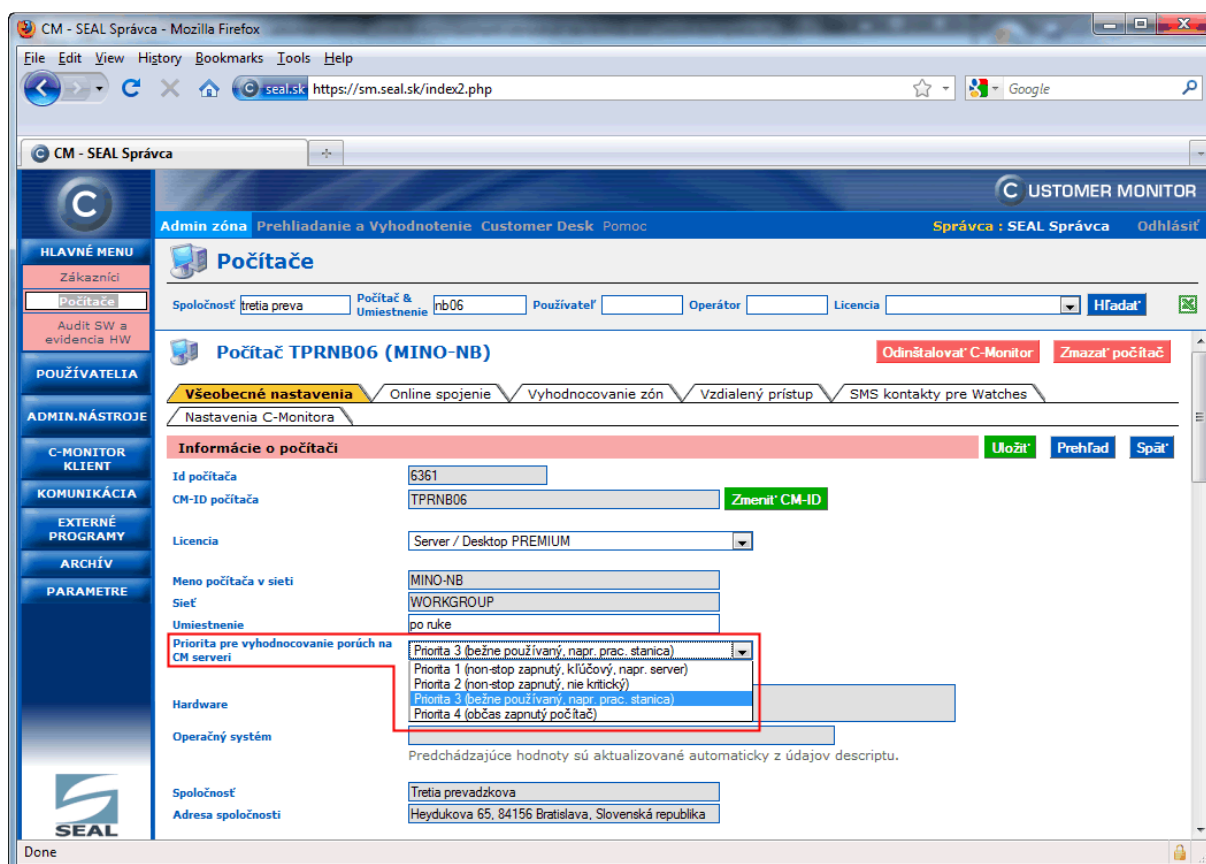 CM - SEAL Správca - Mozilla Firefox
File Edit View History Bookmarks Tools Help
seal.sk https://sm.seal.sk/index2.php
Google
CM - SEAL Správca
CUSTOMER MONITOR
Admin zóna Prehliadanie a Vyhodnotenie Customer Desk Pomoc Správca : SEAL Správca Odhlásiť
HLAVNÉ MENU
Zákazníci
Počítače
Audit SW a
evidencia HW
POUŽÍVATELIA
ADMIN.NÁSTROJE
C-MONITOR
KLIENT
KOMUNIKÁCIA
EXTERNÉ
PROGRAMY
ARCHÍV
PARAMETRE
SEAL
Počítače
Spoločnosť tretia preva Počítač &
Umiestnenie nb06 Používateľ Operátor Licencia Hľadať
Počítač TPRNB06 (MINO-NB) Odinštalovať C-Monitor Zmazať počítač
Všeobecné nastavenia Online spojenie Vyhodnocovanie zón Vzdialený prístup SMS kontakty pre Watches
Nastavenia C-Monitora
Informácie o počítači Uložiť Prehľad Späť
Id počítača 6361
CM-ID počítača TPRNB06 Zmeniť CM-ID
Licencia Server / Desktop PREMIUM
Meno počítača v sieti MINO-NB
Sieť WORKGROUP
Umiestnenie po ruke
Priorita pre vyhodnocovanie porúch na
CM serveri
Priorita 3 (bežne používaný, napr. prac. stanica)
Priorita 1 (non-stop zapnutý, kľúčový, napr. server)
Priorita 2 (non-stop zapnutý, nie kritický)
Priorita 3 (bežne používaný, napr. prac. stanica)
Priorita 4 (občas zapnutý počítač)
Hardware
Operačný systém
Predchádzajúce hodnoty sú aktualizované automaticky z údajov descriptu.
Spoločnosť Tretia prevadzkova
Adresa spoločnosti Heydukova 65, 84156 Bratislava, Slovenská republika
Done